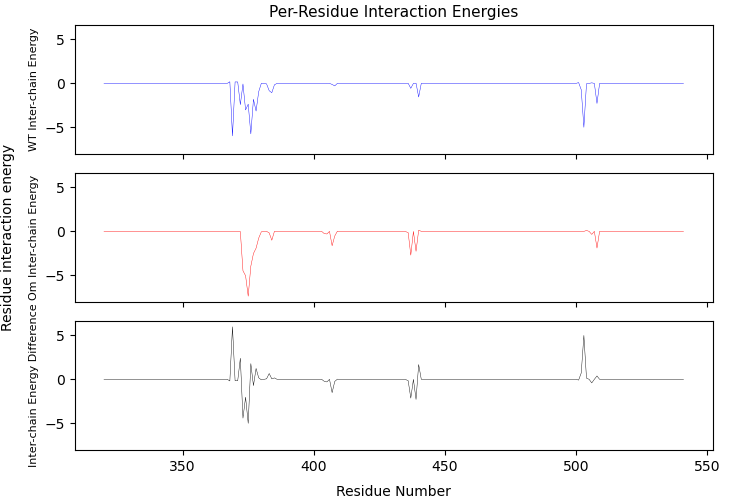 Per-Residue Interaction Energies
Residue interaction energy
WT Inter-chain Energy
5
0
−5
Om Inter-chain Energy
5
0
−5
Inter-chain Energy Difference
5
0
−5
350
400
450
500
550
Residue Number